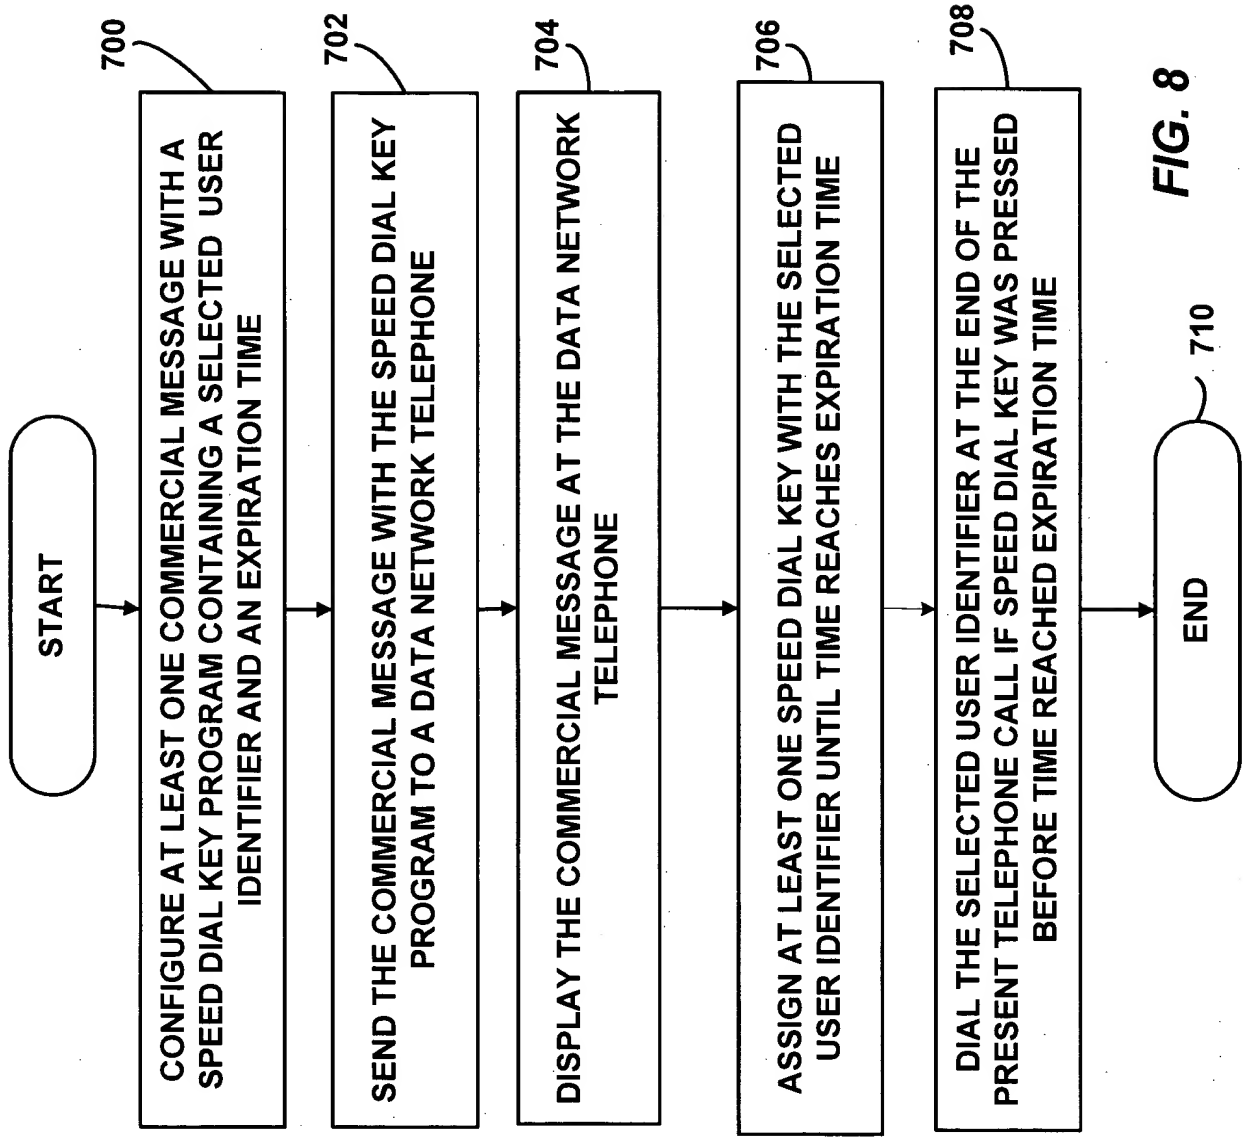 START
700
CONFIGURE AT LEAST ONE COMMERCIAL MESSAGE WITH A
SPEED DIAL KEY PROGRAM CONTAINING A SELECTED USER
IDENTIFIER AND AN EXPIRATION TIME
702
SEND THE COMMERCIAL MESSAGE WITH THE SPEED DIAL KEY
PROGRAM TO A DATA NETWORK TELEPHONE
704
DISPLAY THE COMMERCIAL MESSAGE AT THE DATA NETWORK
TELEPHONE
706
ASSIGN AT LEAST ONE SPEED DIAL KEY WITH THE SELECTED
USER IDENTIFIER UNTIL TIME REACHES EXPIRATION TIME
708
DIAL THE SELECTED USER IDENTIFIER AT THE END OF THE
PRESENT TELEPHONE CALL IF SPEED DIAL KEY WAS PRESSED
BEFORE TIME REACHED EXPIRATION TIME
710
END
FIG. 8